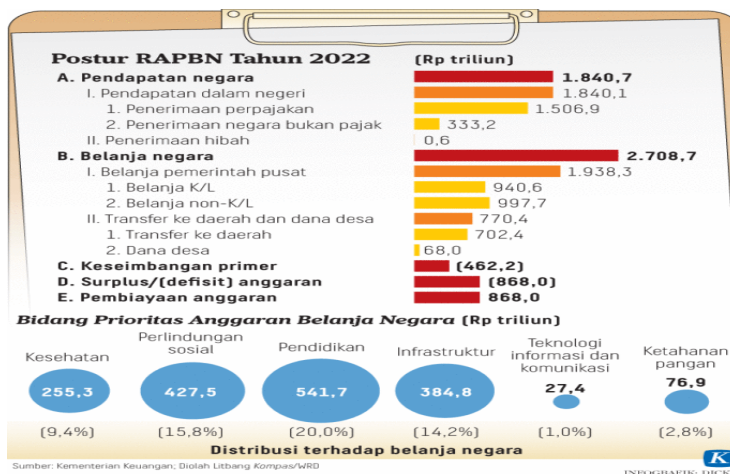 Postur RAPBN Tahun 2022 (Rp triliun)
A. Pendapatan negara 1.840,7
I. Pendapatan dalam negeri 1.840,1
1. Penerimaan perpajakan 1.506,9
2. Penerimaan negara bukan pajak 333,2
II. Penerimaan hibah 0,6
B. Belanja negara 2.708,7
I. Belanja pemerintah pusat 1.938,3
1. Belanja K/L 940,6
2. Belanja non-K/L 997,7
II. Transfer ke daerah dan dana desa 770,4
1. Transfer ke daerah 702,4
2. Dana desa 68,0
C. Keseimbangan primer (462,2)
D. Surplus/(defisit) anggaran (868,0)
E. Pembiayaan anggaran 868,0
Bidang Prioritas Anggaran Belanja Negara (Rp triliun)
Kesehatan
255,3
(9,4%)
Perlindungan
sosial
427,5
(15,8%)
Pendidikan
541,7
(20,0%)
Infrastruktur
384,8
(14,2%)
Teknologi
informasi dan
komunikasi
27,4
(1,0%)
Ketahanan
pangan
76,9
(2,8%)
Distribusi terhadap belanja negara
Sumber: Kementerian Keuangan; Diolah Litbang Kompas/WRD
K
INFOGRAFIK: